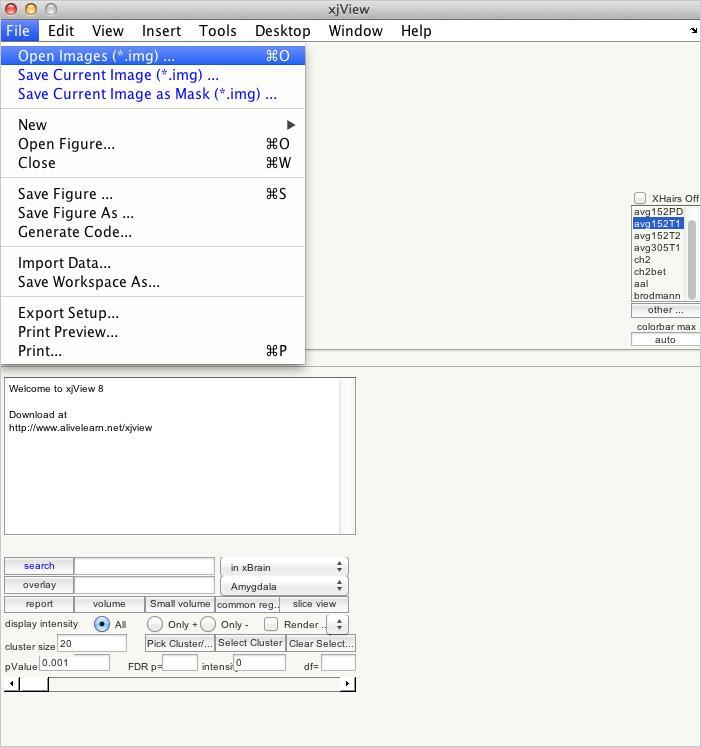 xjView
File Edit View Insert Tools Desktop Window Help
Open Images (*.img) ... ⌘O
Save Current Image (*.img) ...
Save Current Image as Mask (*.img) ...
New
Open Figure... ⌘O
Close ⌘W
Save Figure ... ⌘S
Save Figure As ...
Generate Code...
Import Data...
Save Workspace As...
Export Setup...
Print Preview...
Print... ⌘P
XHairs Off
avg152PD
avg152T1
avg152T2
avg305T1
ch2
ch2bet
aal
brodmann
other ...
colorbar max
auto
Welcome to xjView 8
Download at
http://www.alivelearn.net/xjview
search in xBrain
overlay Amygdala
report volume Small volume common reg.. slice view
display intensity All Only + Only - Render ..
cluster size 20 Pick Cluster/... Select Cluster Clear Select...
pValue 0.001 FDR p= intensi 0 df=